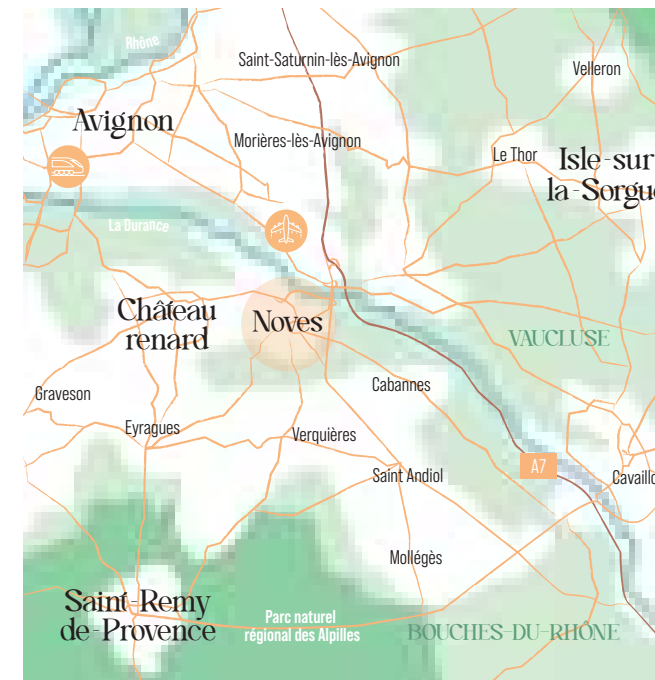 Rhône
Saint-Saturnin-lès-Avignon
Velleron
Avignon
Morières-lès-Avignon
Le Thor
Isle-sur
la-Sorgue
La Durance
Château
renard
Noves
VAUCLUSE
Cabannes
Graveson
Eyragues
Verquières
A7
Saint Andiol
Cavaillo
Mollégès
Saint-Remy
de-Provence
Parc naturel
régional des Alpilles
BOUCHES-DU-RHÔNE